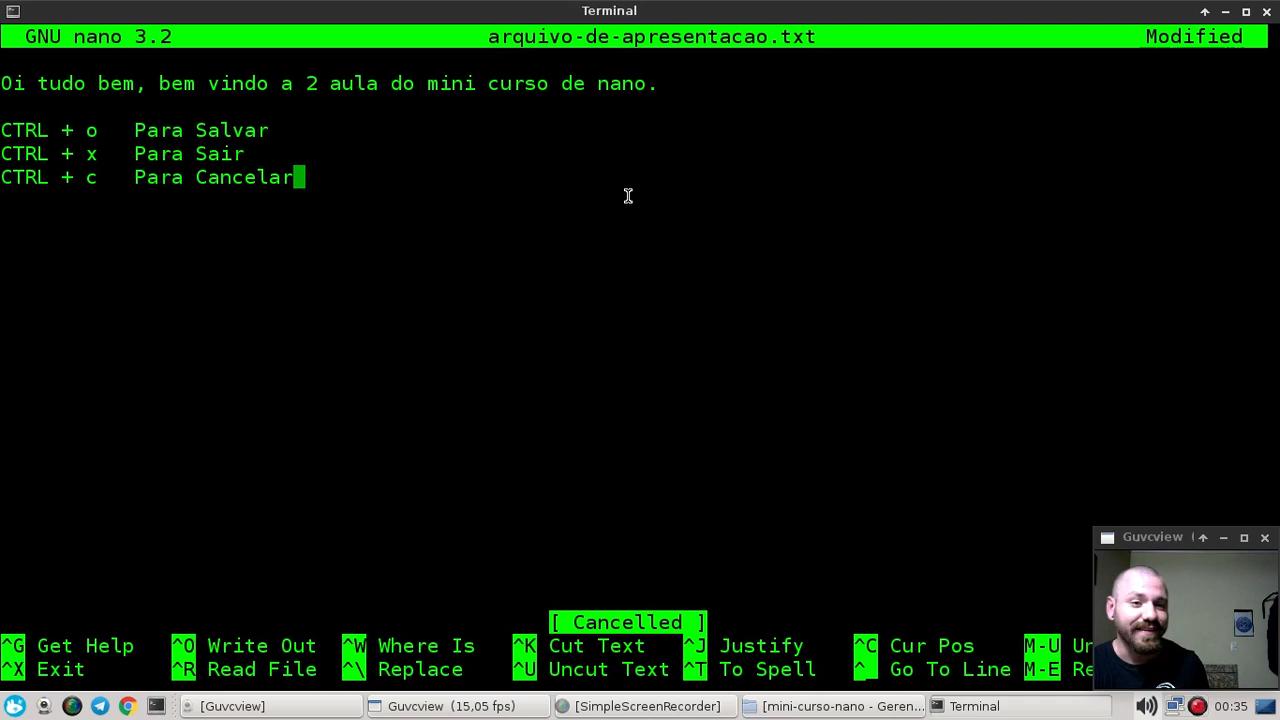 Terminal
GNU nano 3.2 arquivo-de-apresentacao.txt Modified
Oi tudo bem, bem vindo a 2 aula do mini curso de nano.
CTRL + o Para Salvar
CTRL + x Para Sair
CTRL + c Para Cancelar
Guvcview (
[ Cancelled ]
^G Get Help ^O Write Out ^W Where Is ^K Cut Text ^J Justify ^C Cur Pos M-U Un
^X Exit ^R Read File ^\ Replace ^U Uncut Text ^T To Spell ^_ Go To Line M-E Re
[Guvcview] Guvcview (15,05 fps) [SimpleScreenRecorder] [mini-curso-nano - Geren... Terminal 00:35